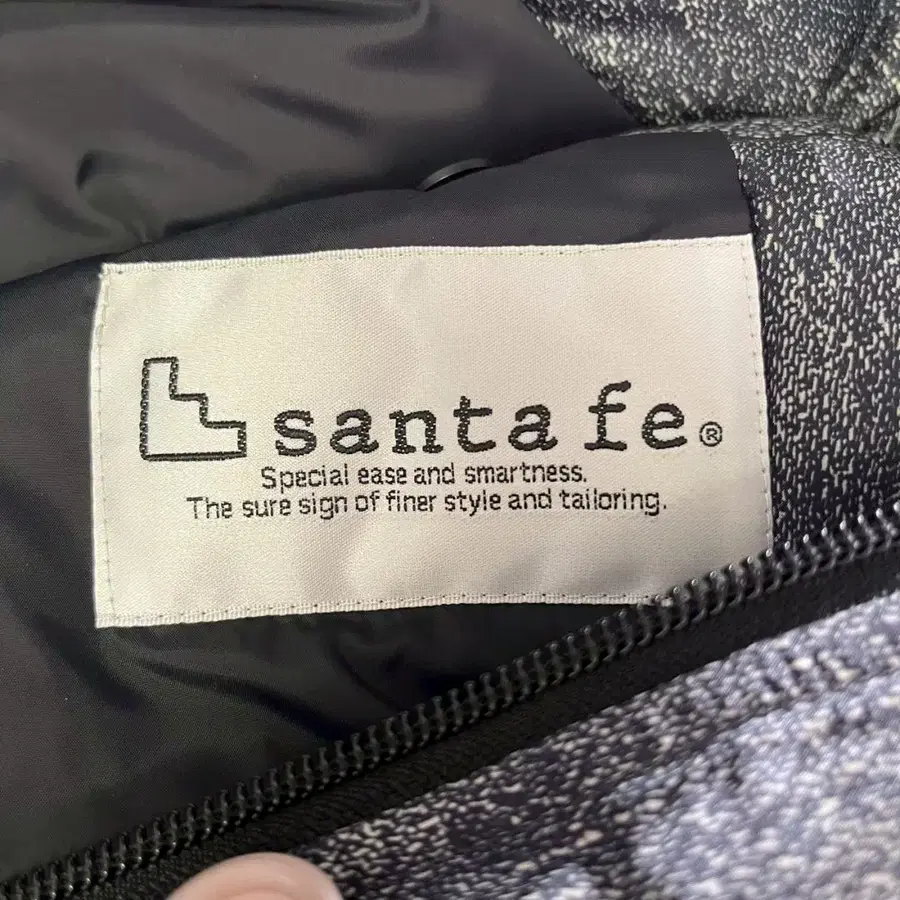 santa fe®
Special ease and smartness.
The sure sign of finer style and tailoring.